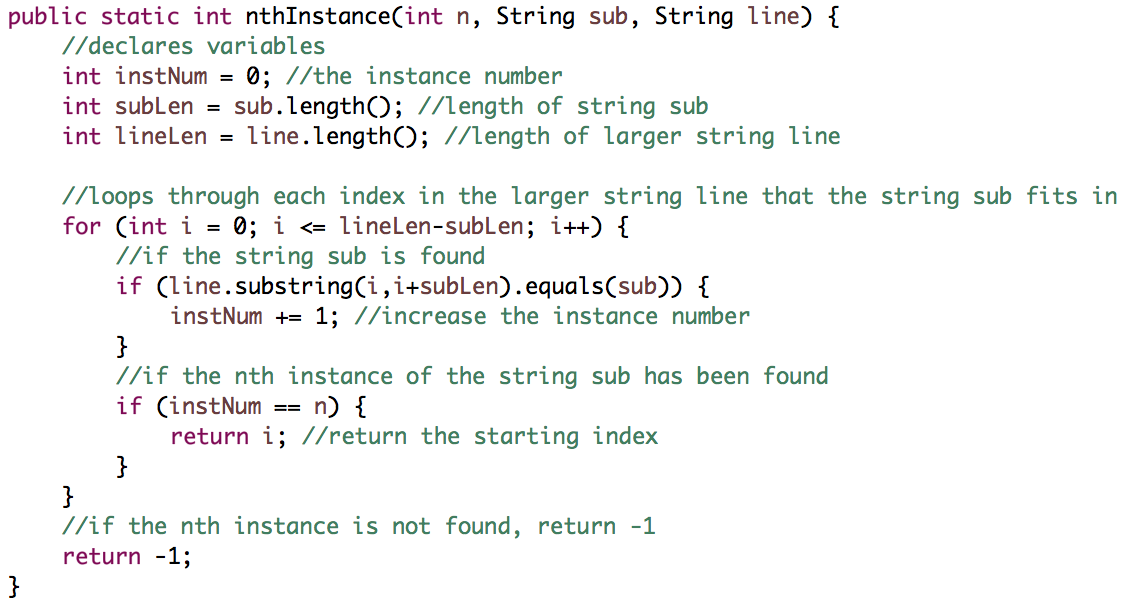 public static int nthInstance(int n, String sub, String line) {
    //declares variables
    int instNum = 0; //the instance number
    int subLen = sub.length(); //length of string sub
    int lineLen = line.length(); //length of larger string line

    //loops through each index in the larger string line that the string sub fits in
    for (int i = 0; i <= lineLen-subLen; i++) {
        //if the string sub is found
        if (line.substring(i,i+subLen).equals(sub)) {
            instNum += 1; //increase the instance number
        }
        //if the nth instance of the string sub has been found
        if (instNum == n) {
            return i; //return the starting index
        }
    }
    //if the nth instance is not found, return -1
    return -1;
}